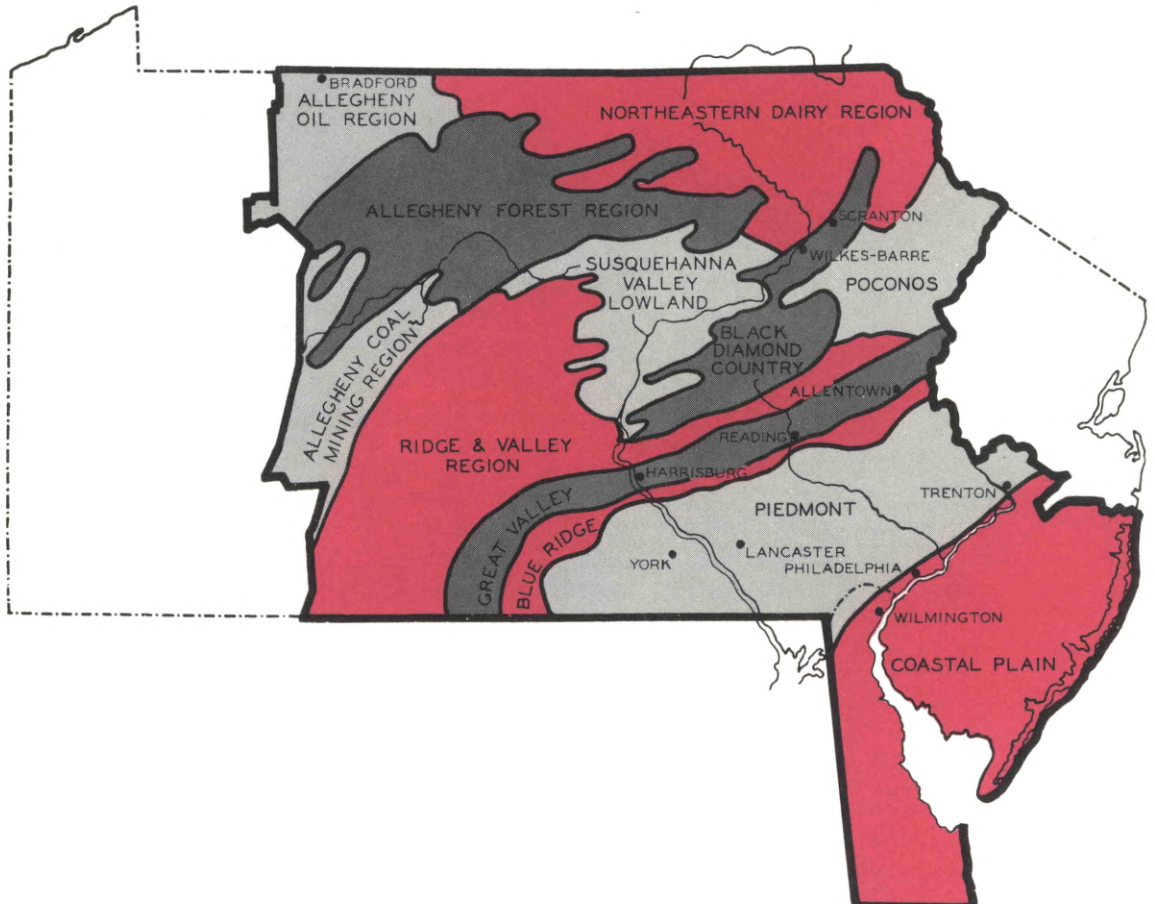 BRADFORD
ALLEGHENY
OIL REGION
NORTHEASTERN DAIRY REGION
ALLEGHENY FOREST REGION
SCRANTON
WILKES-BARRE
SUSQUEHANNA
VALLEY
LOWLAND
POCONOS
BLACK
DIAMOND
COUNTRY
ALLEGHENY COAL
MINING REGION
ALLENTOWN
READING
RIDGE & VALLEY
REGION
HARRISBURG
TRENTON
PIEDMONT
GREAT VALLEY
BLUE RIDGE
YORK
LANCASTER
PHILADELPHIA
WILMINGTON
COASTAL PLAIN